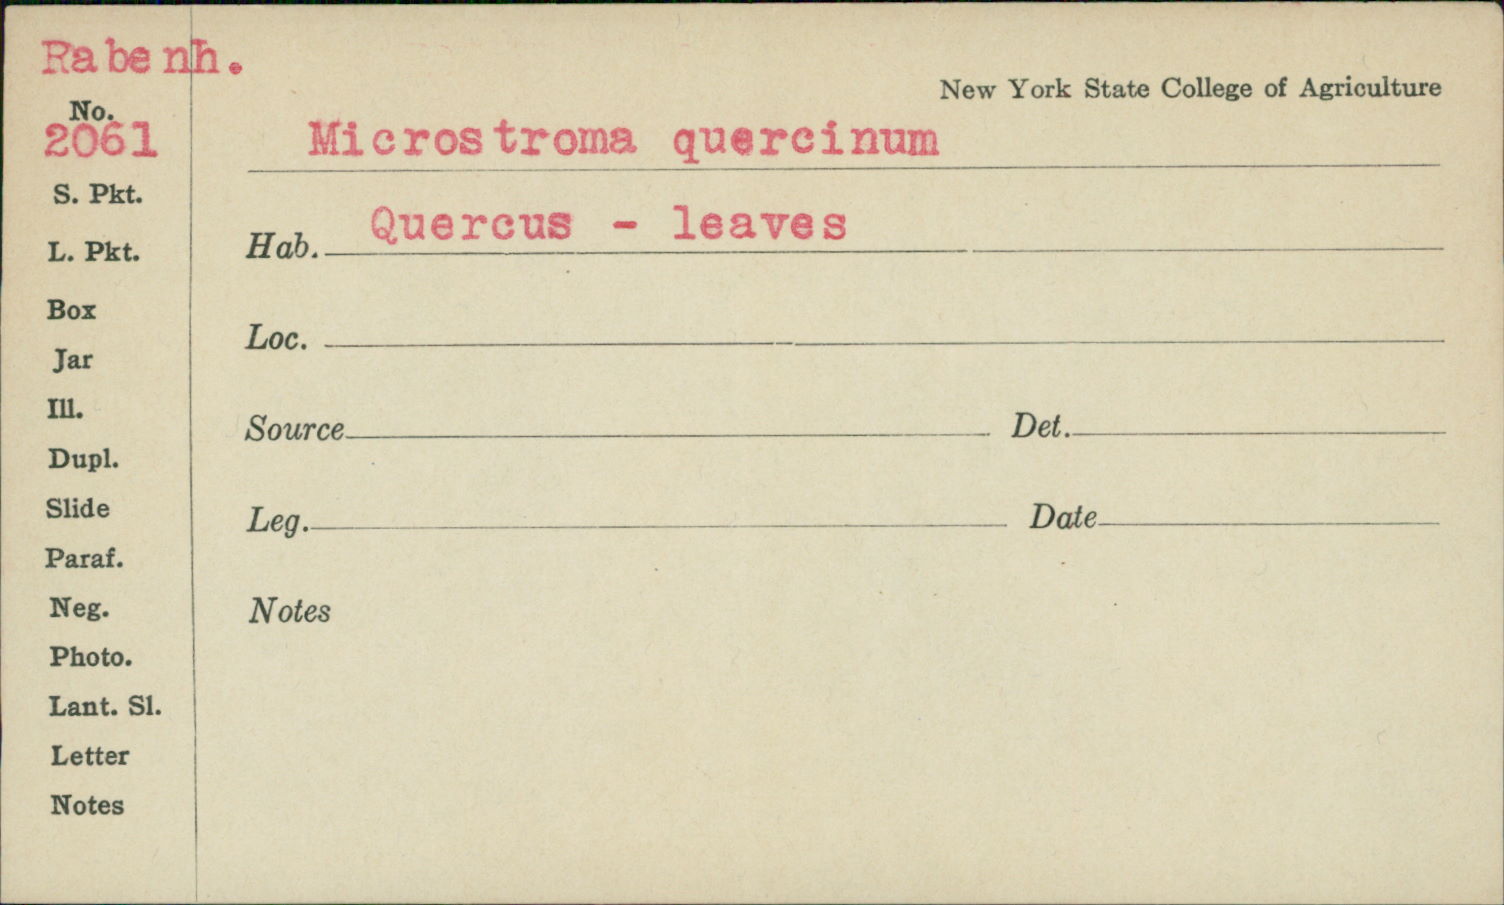 Rabenh.
New York State College of Agriculture
No.
2061
Microstroma quercinum
S. Pkt.
Hab. Quercus - leaves
L. Pkt.
Box
Loc.
Jar
Ill.
Source
Det.
Dupl.
Slide
Leg.
Date
Paraf.
Neg.
Notes
Photo.
Lant. Sl.
Letter
Notes